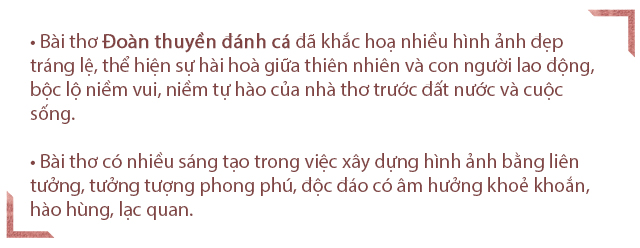 • Bài thơ Đoàn thuyền đánh cá đã khắc hoạ nhiều hình ảnh đẹp
tráng lệ, thể hiện sự hài hoà giữa thiên nhiên và con người lao động,
bộc lộ niềm vui, niềm tự hào của nhà thơ trước đất nước và cuộc
sống.
• Bài thơ có nhiều sáng tạo trong việc xây dựng hình ảnh bằng liên
tưởng, tưởng tượng phong phú, độc đáo có âm hưởng khoẻ khoắn,
hào hùng, lạc quan.